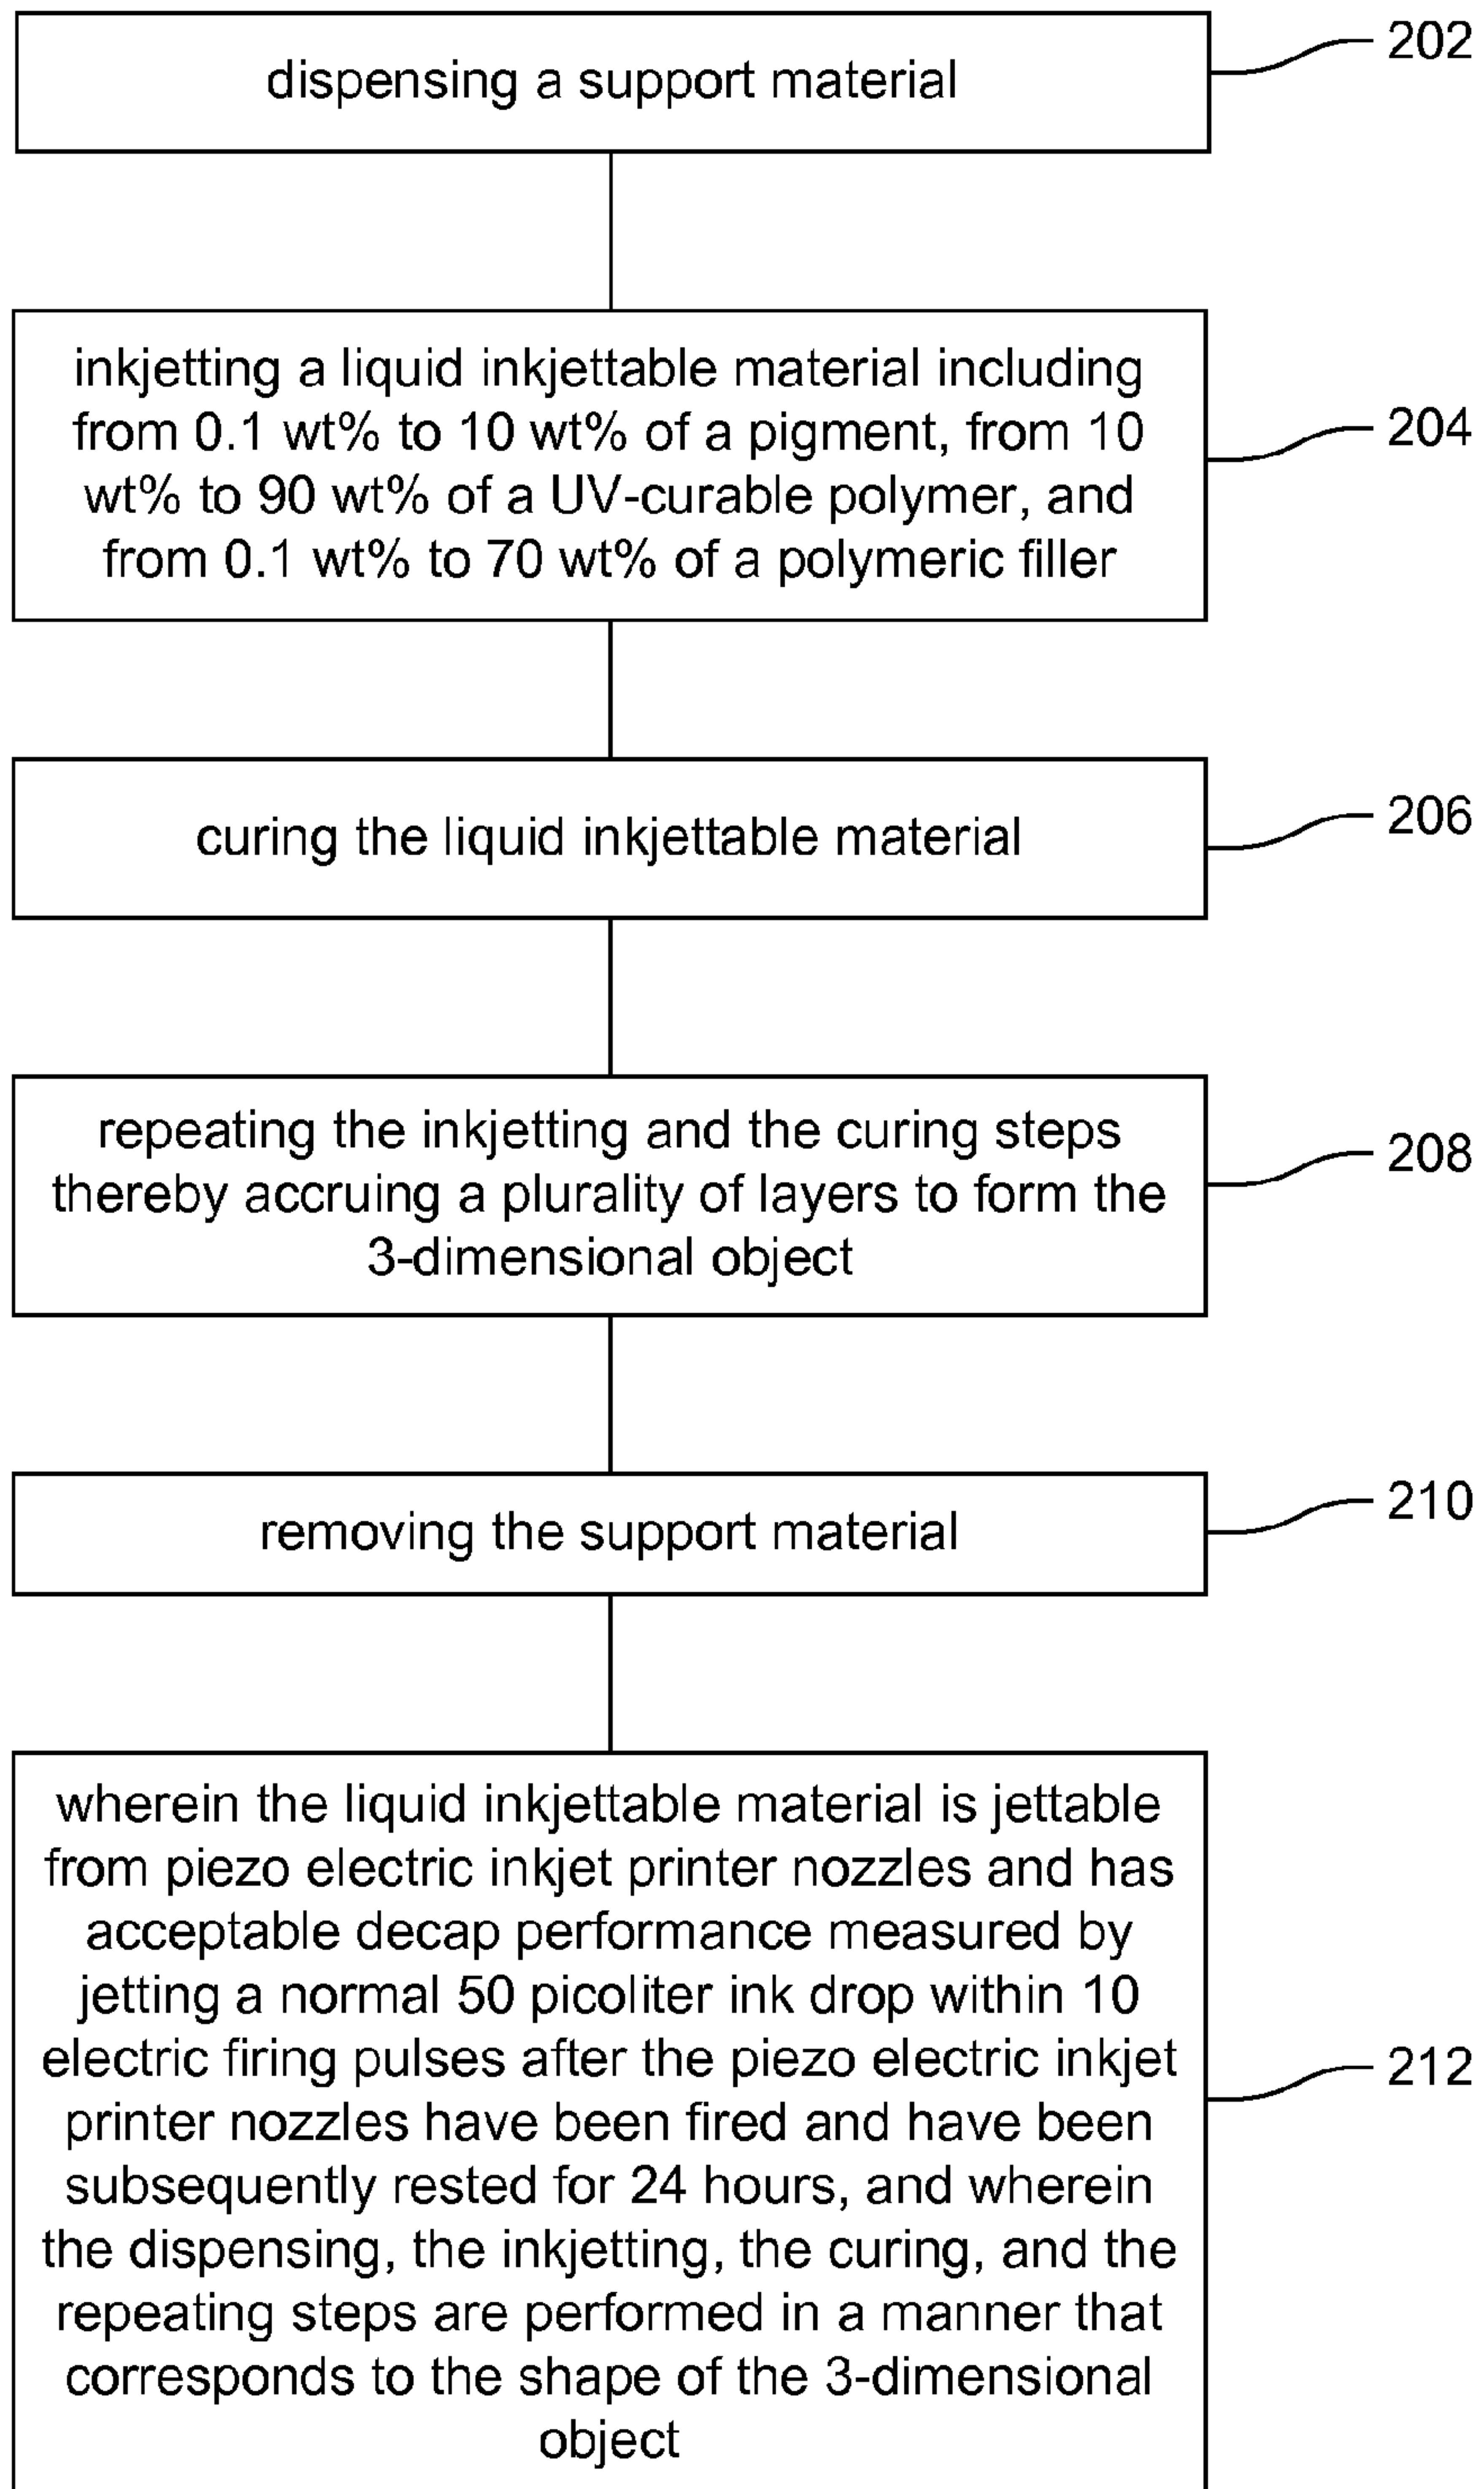 dispensing a support material
202
inkjetting a liquid inkjettable material including
from 0.1 wt% to 10 wt% of a pigment, from 10
wt% to 90 wt% of a UV-curable polymer, and
from 0.1 wt% to 70 wt% of a polymeric filler
204
curing the liquid inkjettable material
206
repeating the inkjetting and the curing steps
thereby accruing a plurality of layers to form the
3-dimensional object
208
removing the support material
210
wherein the liquid inkjettable material is jettable
from piezo electric inkjet printer nozzles and has
acceptable decap performance measured by
jetting a normal 50 picoliter ink drop within 10
electric firing pulses after the piezo electric inkjet
printer nozzles have been fired and have been
subsequently rested for 24 hours, and wherein
the dispensing, the inkjetting, the curing, and the
repeating steps are performed in a manner that
corresponds to the shape of the 3-dimensional
object
212